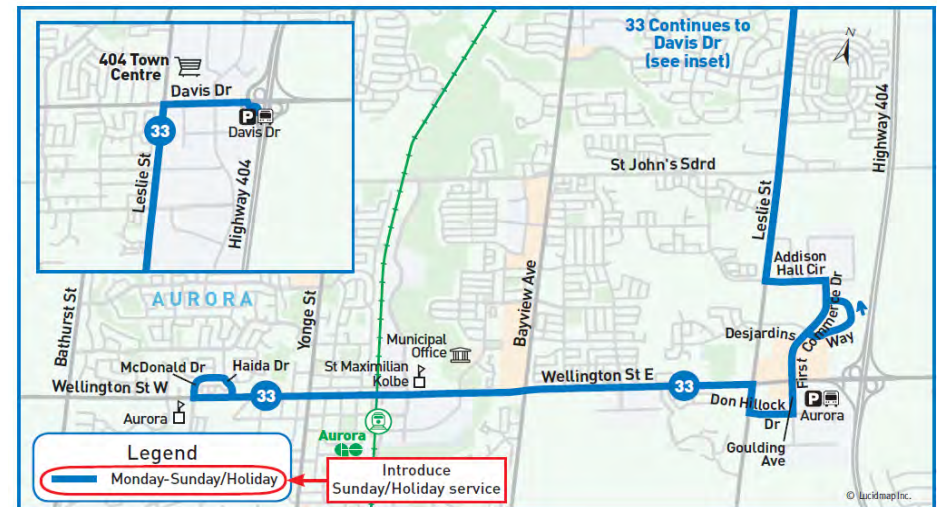 33 Continues to
Davis Dr
(see inset)
N
404 Town
Centre
Davis Dr
P
Davis Dr
33
Leslie St
Highway 404
Highway 404
St John's Sdrd
Leslie St
Addison
Hall Cir
AURORA
Bathurst St
Yonge St
Bayview Ave
First Commerce Dr
Desjardins
Way
Municipal
Office
McDonald Dr
Haida Dr
St Maximilian
Kolbe
Wellington St W
33
Wellington St E
33
Don Hillock
Dr
P
Aurora
Aurora
Aurora
GO
Goulding
Ave
Legend
Monday-Sunday/Holiday
Introduce
Sunday/Holiday service
© Lucidmap Inc.